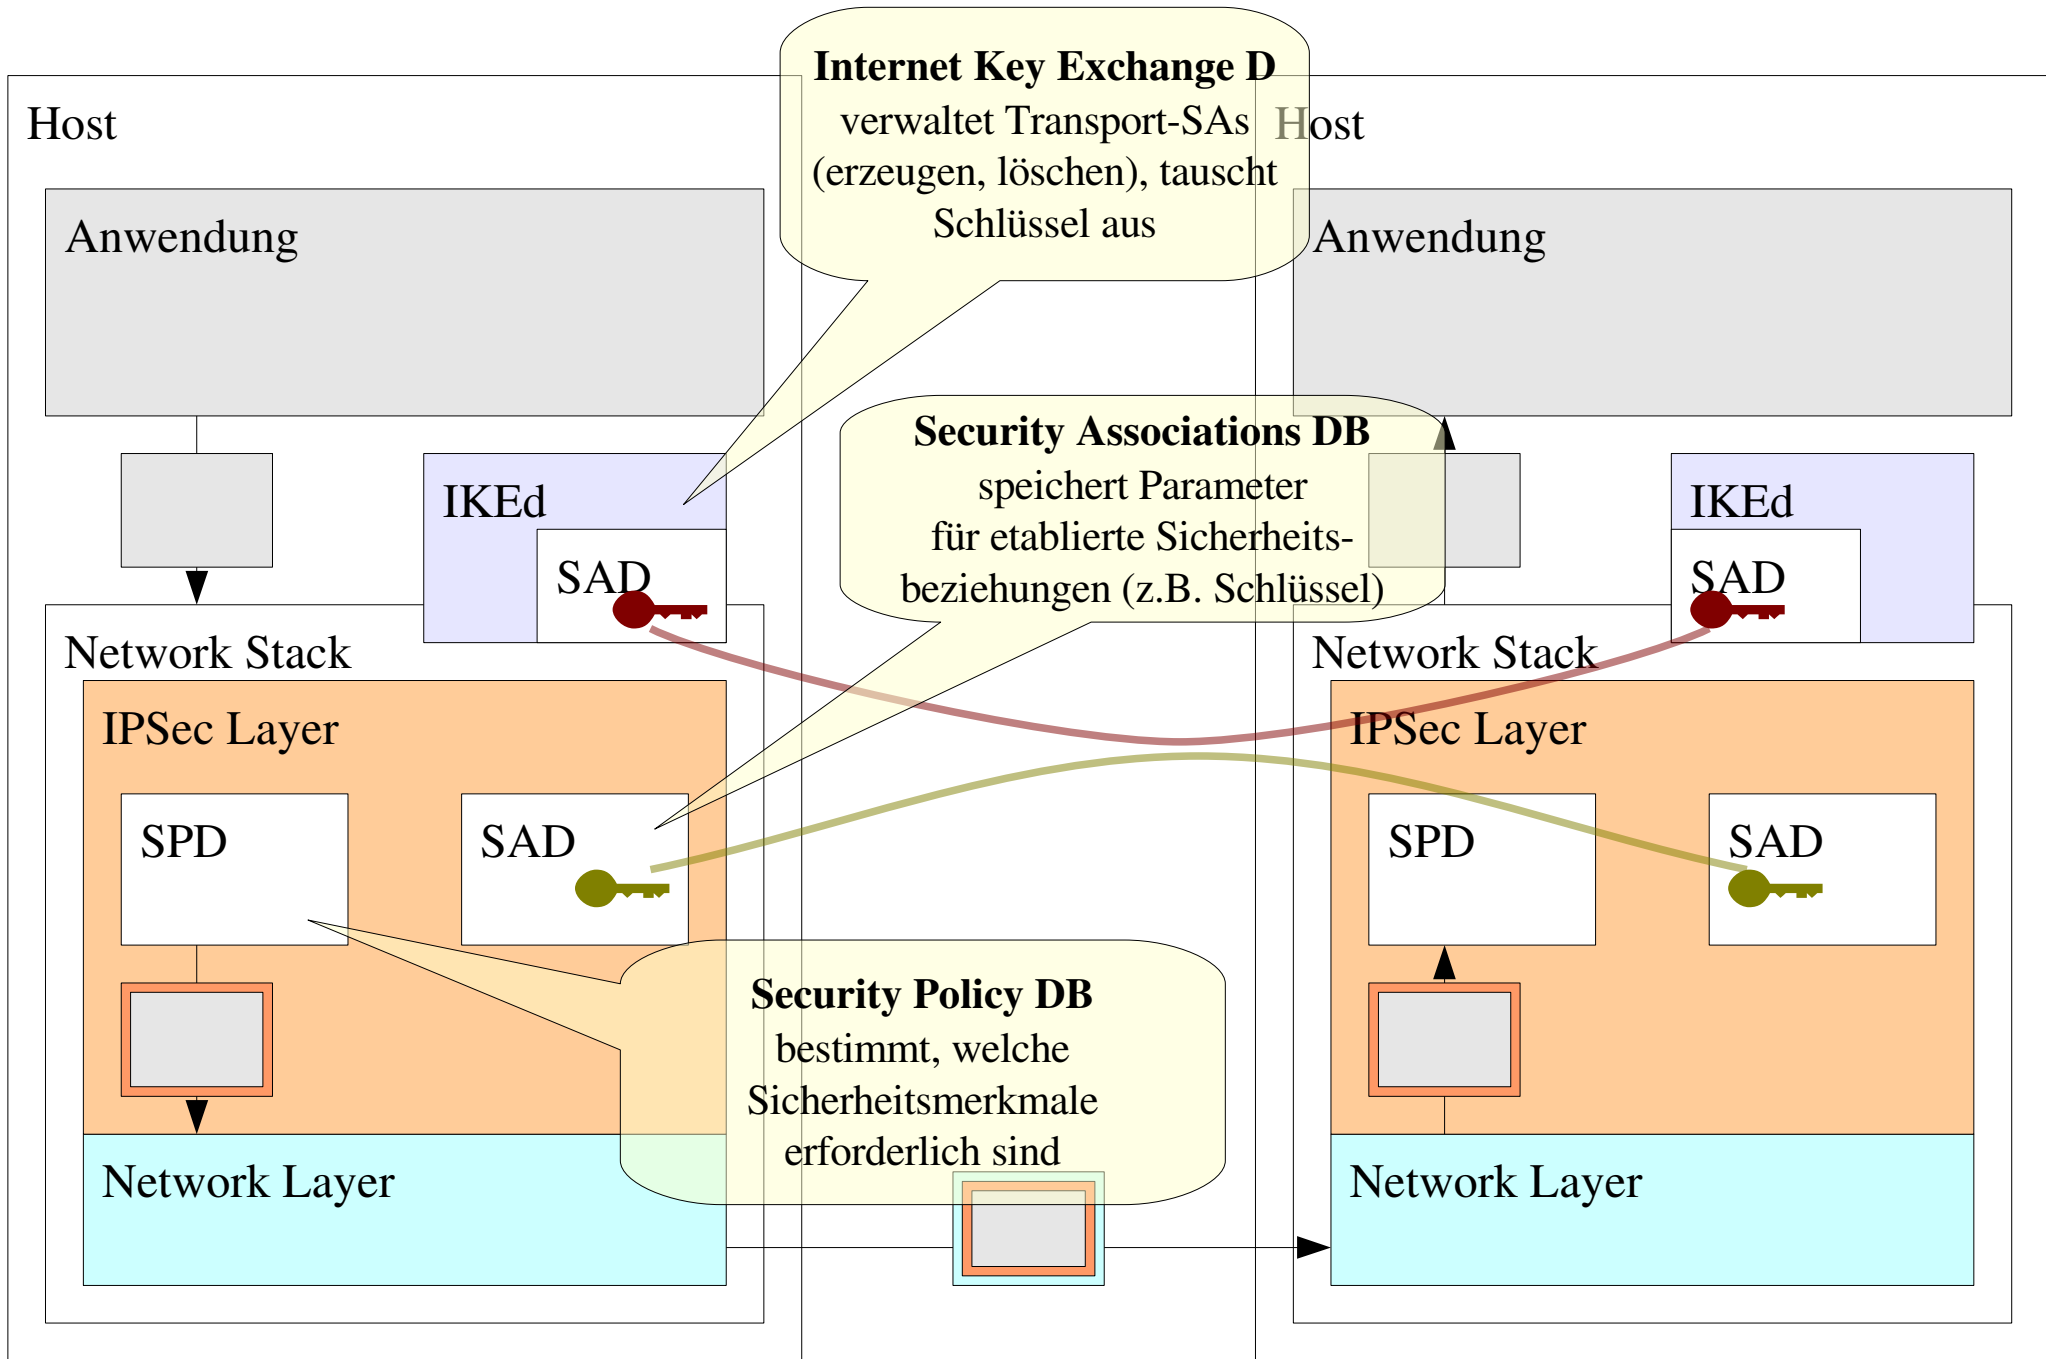 Internet Key Exchange D
verwaltet Transport-SAs
(erzeugen, löschen), tauscht
Schlüssel aus
Host
Host
Anwendung
Anwendung
Security Associations DB
speichert Parameter
für etablierte Sicherheits-
beziehungen (z.B. Schlüssel)
IKEd
SAD
IKEd
SAD
Network Stack
Network Stack
IPSec Layer
IPSec Layer
SPD
SAD
SPD
SAD
Security Policy DB
bestimmt, welche
Sicherheitsmerkmale
erforderlich sind
Network Layer
Network Layer